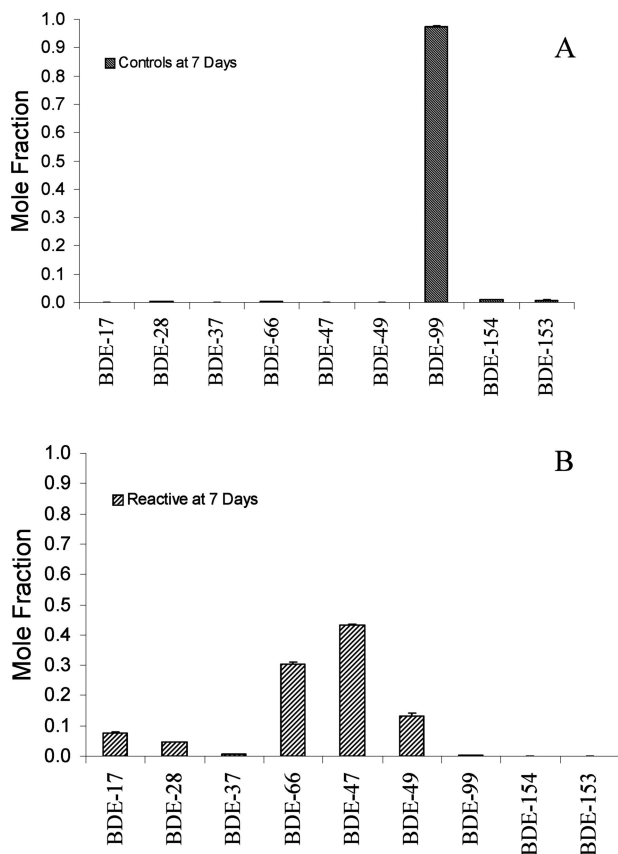 A
Controls at 7 Days
Mole Fraction
1.0
0.9
0.8
0.7
0.6
0.5
0.4
0.3
0.2
0.1
0.0
BDE-17
BDE-28
BDE-37
BDE-66
BDE-47
BDE-49
BDE-99
BDE-154
BDE-153
B
Reactive at 7 Days
Mole Fraction
1.0
0.9
0.8
0.7
0.6
0.5
0.4
0.3
0.2
0.1
0.0
BDE-17
BDE-28
BDE-37
BDE-66
BDE-47
BDE-49
BDE-99
BDE-154
BDE-153